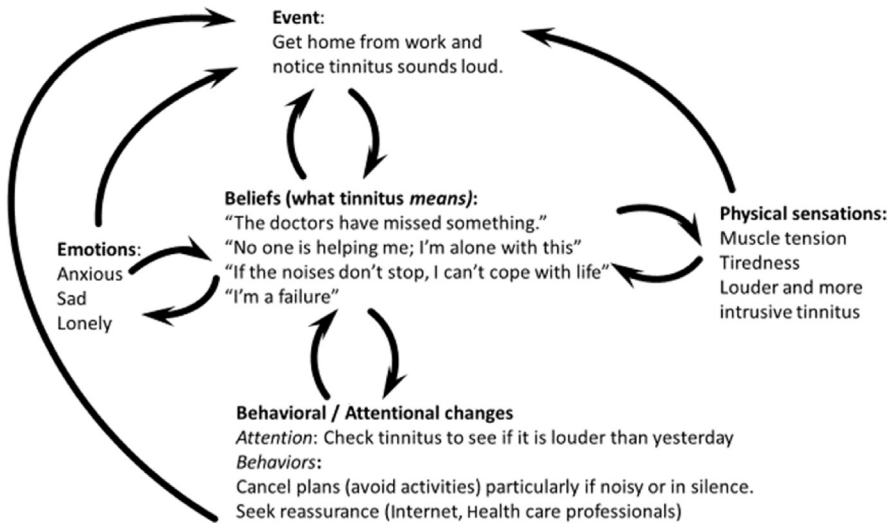 Event:
Get home from work and
notice tinnitus sounds loud.
Beliefs (what tinnitus means):
“The doctors have missed something.”
“No one is helping me; I’m alone with this”
“If the noises don’t stop, I can’t cope with life”
“I’m a failure”
Emotions:
Anxious
Sad
Lonely
Physical sensations:
Muscle tension
Tiredness
Louder and more
intrusive tinnitus
Behavioral / Attentional changes
Attention: Check tinnitus to see if it is louder than yesterday
Behaviors:
Cancel plans (avoid activities) particularly if noisy or in silence.
Seek reassurance (Internet, Health care professionals)